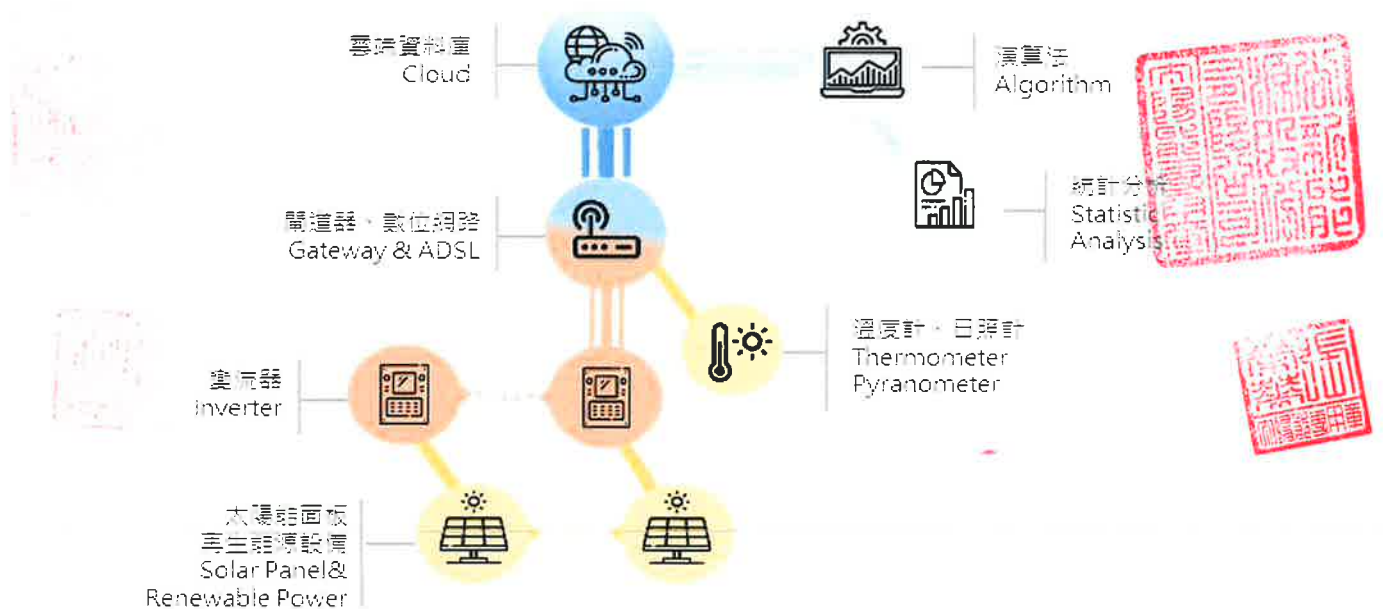 雲端資料庫
Cloud
演算法
Algorithm
統計分析
Statistic
Analysis
閘道器、數位網路
Gateway & ADSL
溫度計、日照計
Thermometer
Pyranometer
變流器
Inverter
太陽能面板
再生能源設備
Solar Panel&
Renewable Power